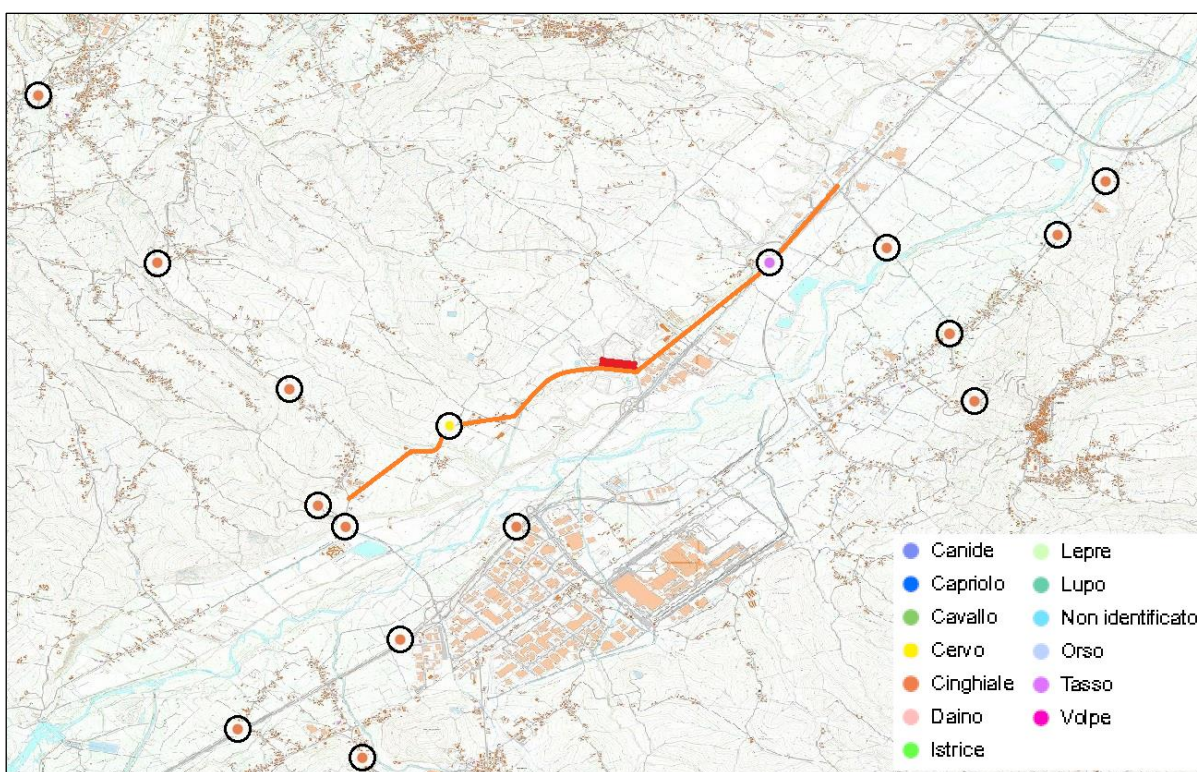 Canide
Capriolo
Cavallo
Cervo
Cinghiale
Daino
Istrice
Lepre
Lupo
Non identificato
Orso
Tasso
Volpe